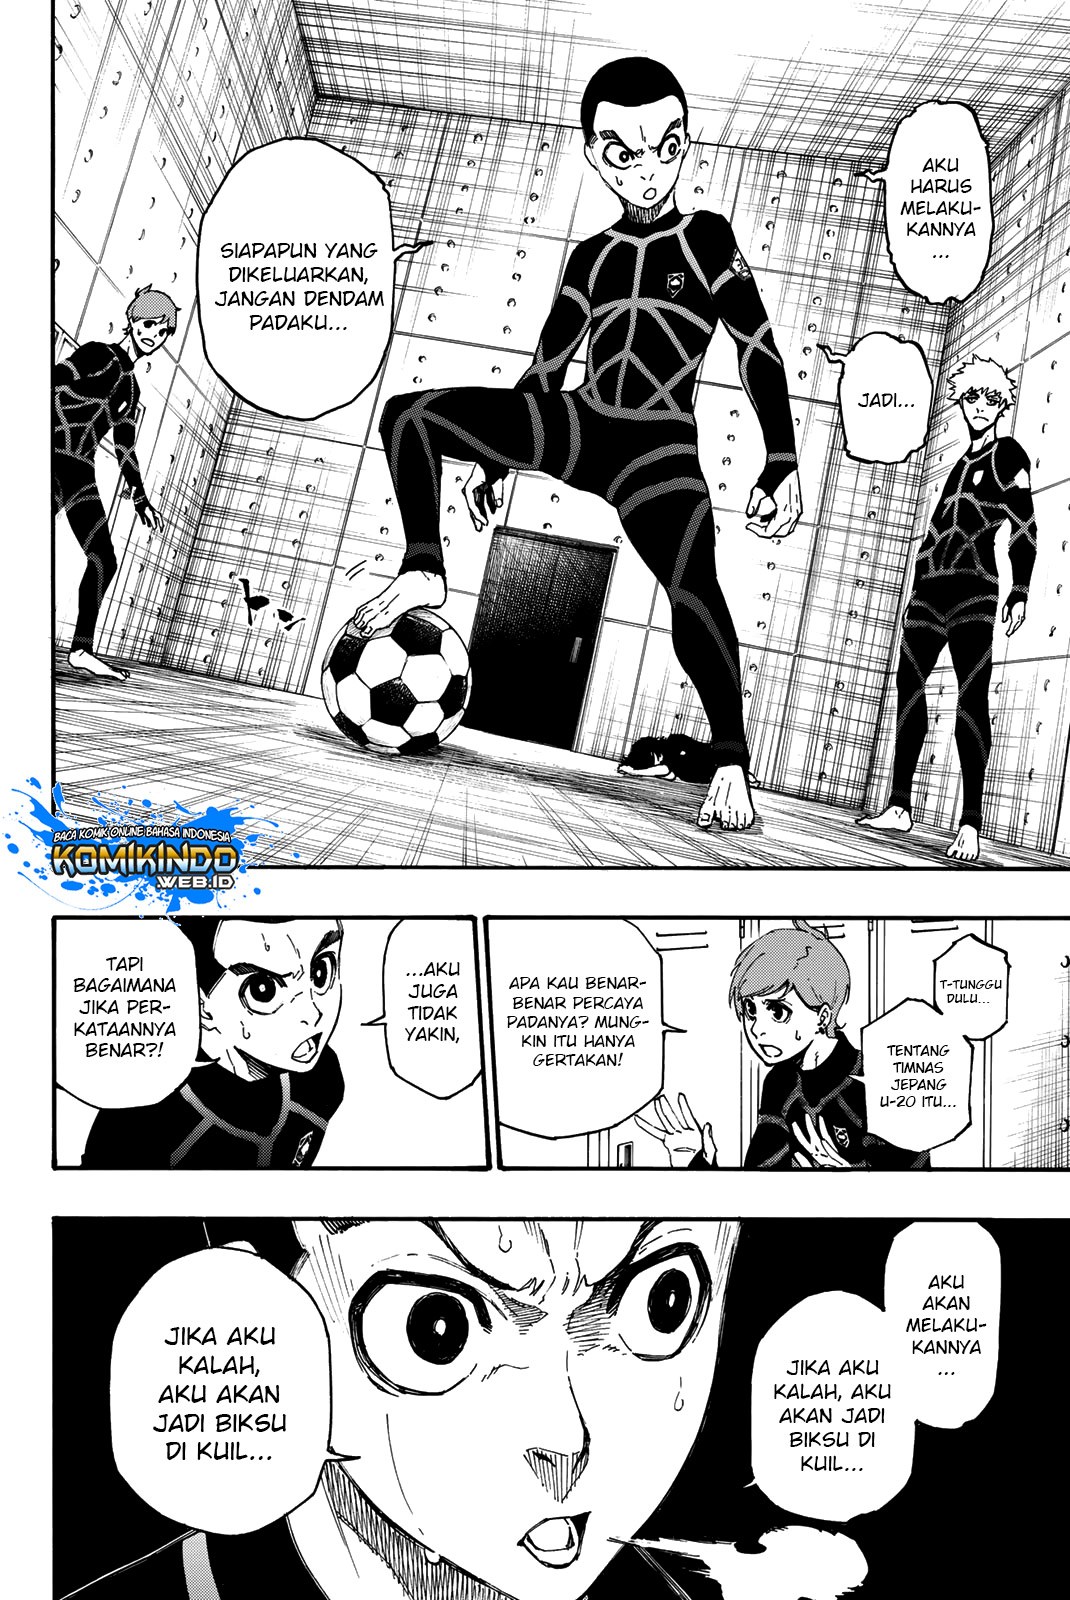 AKU
HARUS
MELAKU-
KANNYA
...
JADI...
SIAPAPUN YANG
DIKELUARKAN,
JANGAN DENDAM
PADAKU...
トン
BACA KOMIK ONLINE BAHASA INDONESIA
KOMIKINDO
WEB.ID
T-TUNGGU
DULU...
TENTANG
TIMNAS
JEPANG
U-20 ITU...
APA KAU BENAR-
BENAR PERCAYA
PADANYA? MUNG-
KIN ITU HANYA
GERTAKAN!
...AKU
JUGA
TIDAK
YAKIN,
TAPI
BAGAIMANA
JIKA PER-
KATAANNYA
BENAR?!
AKU
AKAN
MELAKU-
KANNYA
...
JIKA AKU
KALAH, AKU
AKAN JADI
BIKSU DI
KUIL...
JIKA AKU
KALAH,
AKU AKAN
JADI BIKSU
DI KUIL...